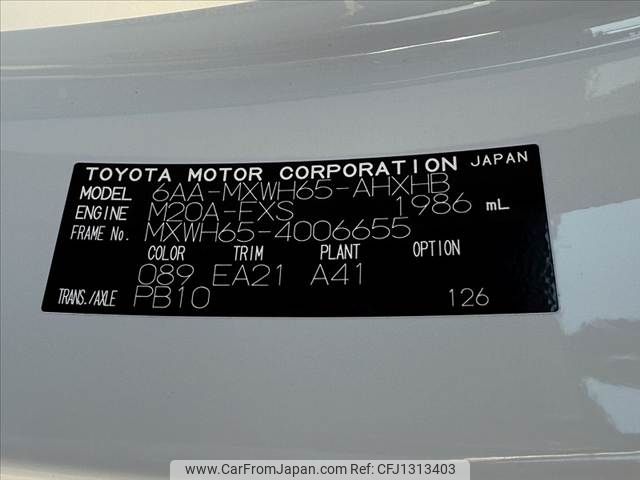 TOYOTA MOTOR CORPORATION JAPAN
MODEL 6AA-MXWH65-AHXHB
ENGINE M20A-FXS 1986 mL
FRAME No. MXWH65-4006655
COLOR TRIM PLANT OPTION
089 EA21 A41
TRANS./AXLE PB10 126
www.CarFromJapan.com CFJ1313403